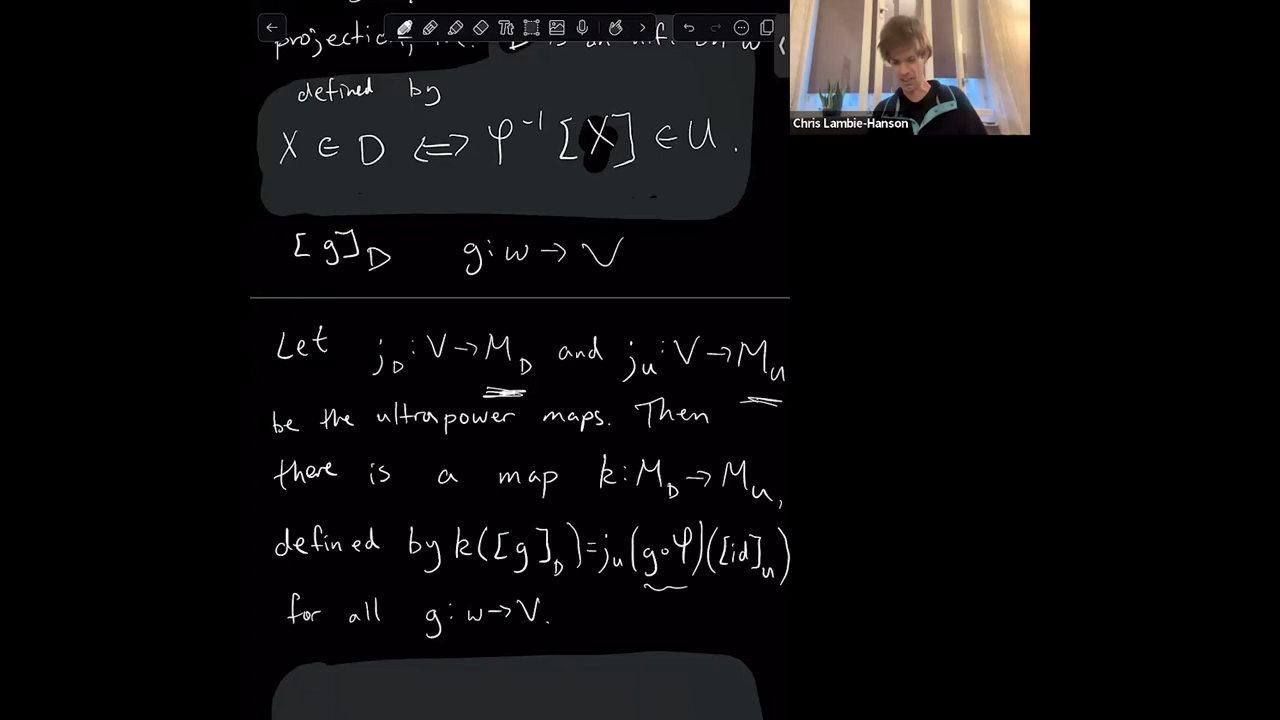 projection,
defined by
X ∈ D ⇔ φ⁻¹ [X] ∈ U.
[g]_D g: ω → V
Let j_D : V → M_D and j_U : V → M_U
be the ultrapower maps. Then
there is a map k : M_D → M_U,
defined by k([g]_D) = j_U(g∘φ)([id]_U)
for all g: ω → V.
Chris Lambie-Hanson